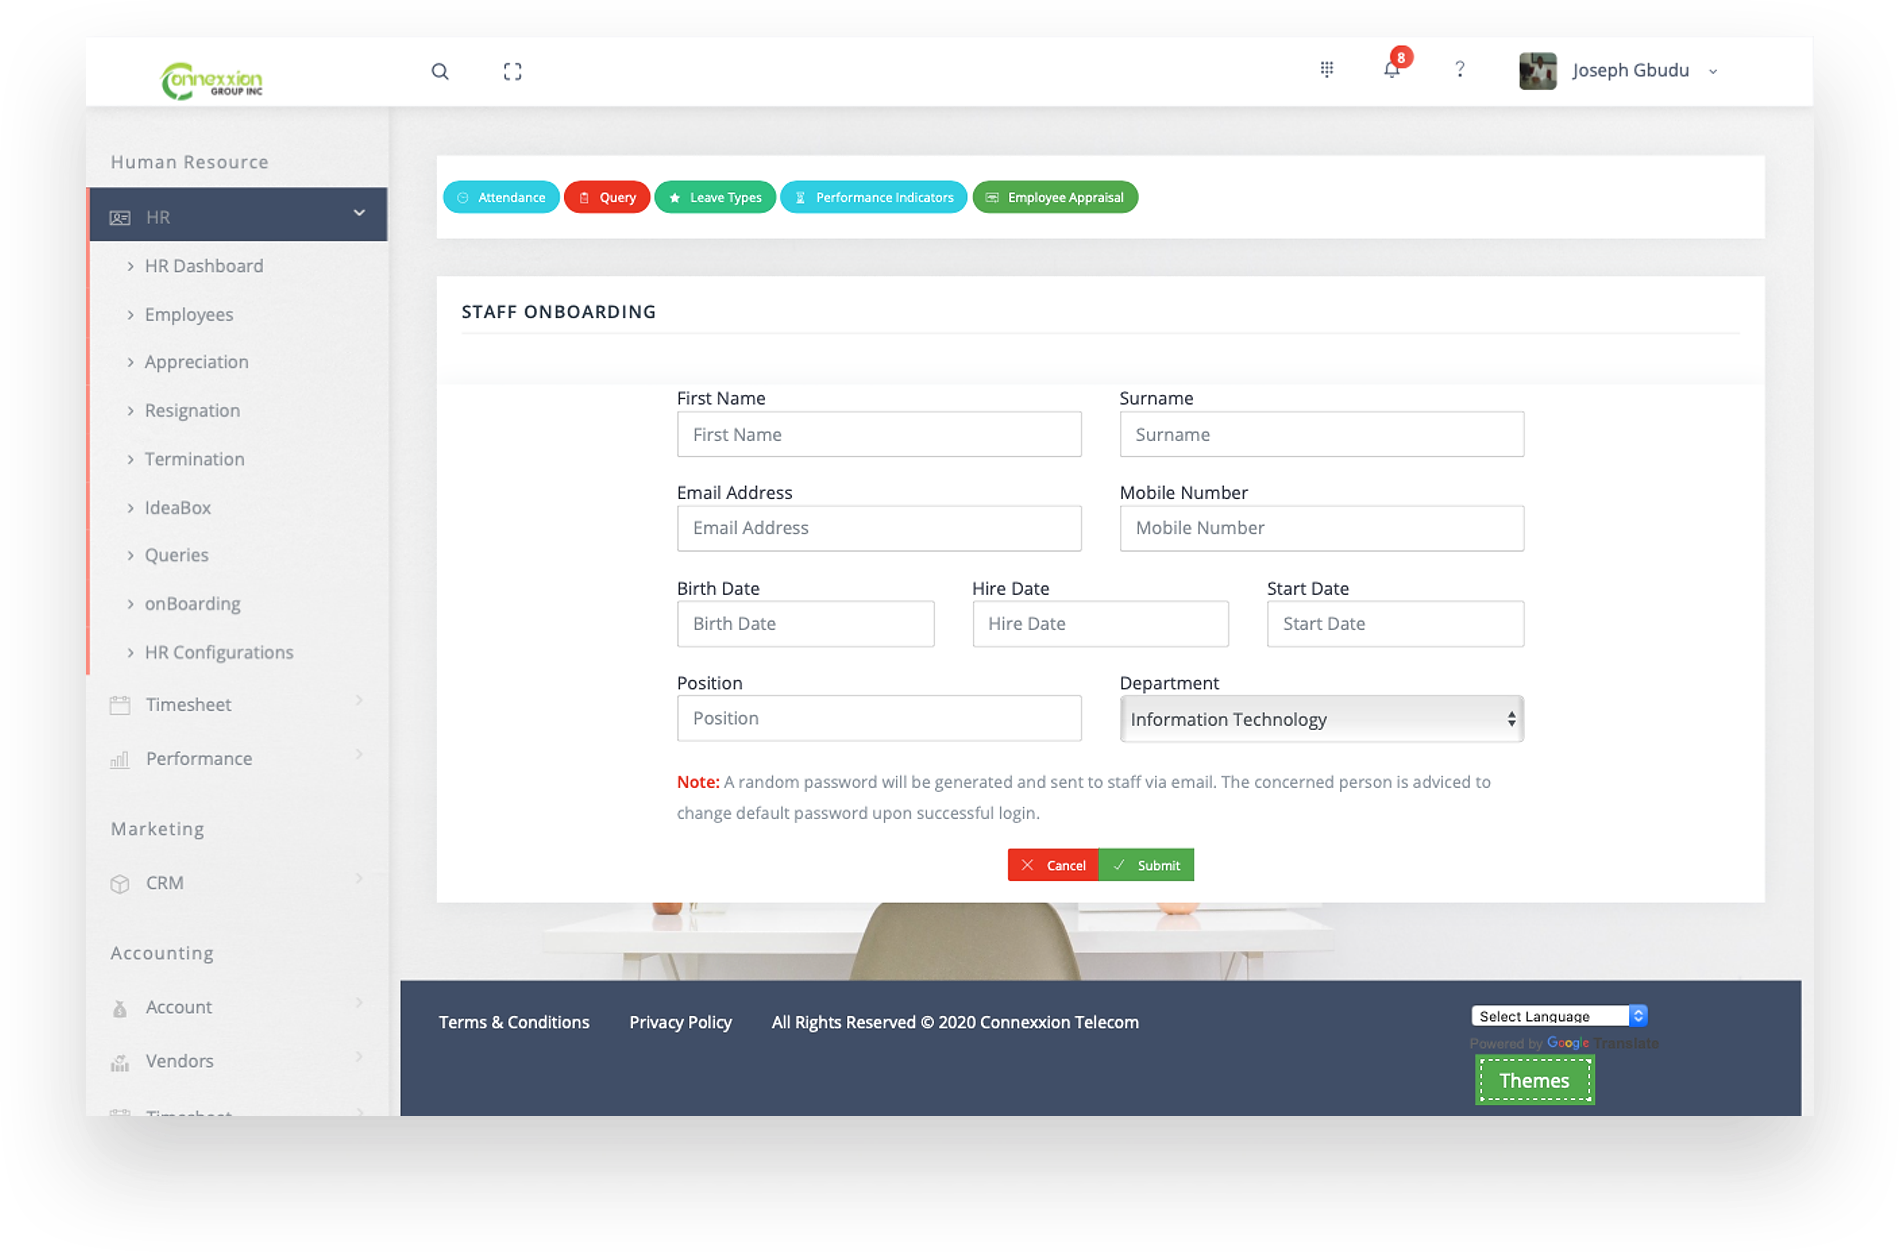 Connexxion
GROUP INC
8
?
Joseph Gbudu
Human Resource
HR
HR Dashboard
Employees
Appreciation
Resignation
Termination
IdeaBox
Queries
onBoarding
HR Configurations
Timesheet
Performance
Marketing
CRM
Accounting
Account
Vendors
Timesheet
Attendance
Query
Leave Types
Performance Indicators
Employee Appraisal
STAFF ONBOARDING
First Name
First Name
Surname
Surname
Email Address
Email Address
Mobile Number
Mobile Number
Birth Date
Birth Date
Hire Date
Hire Date
Start Date
Start Date
Position
Position
Department
Information Technology
Note: A random password will be generated and sent to staff via email. The concerned person is adviced to
change default password upon successful login.
Cancel
Submit
Terms & Conditions
Privacy Policy
All Rights Reserved © 2020 Connexxion Telecom
Select Language
Powered by Google Translate
Themes